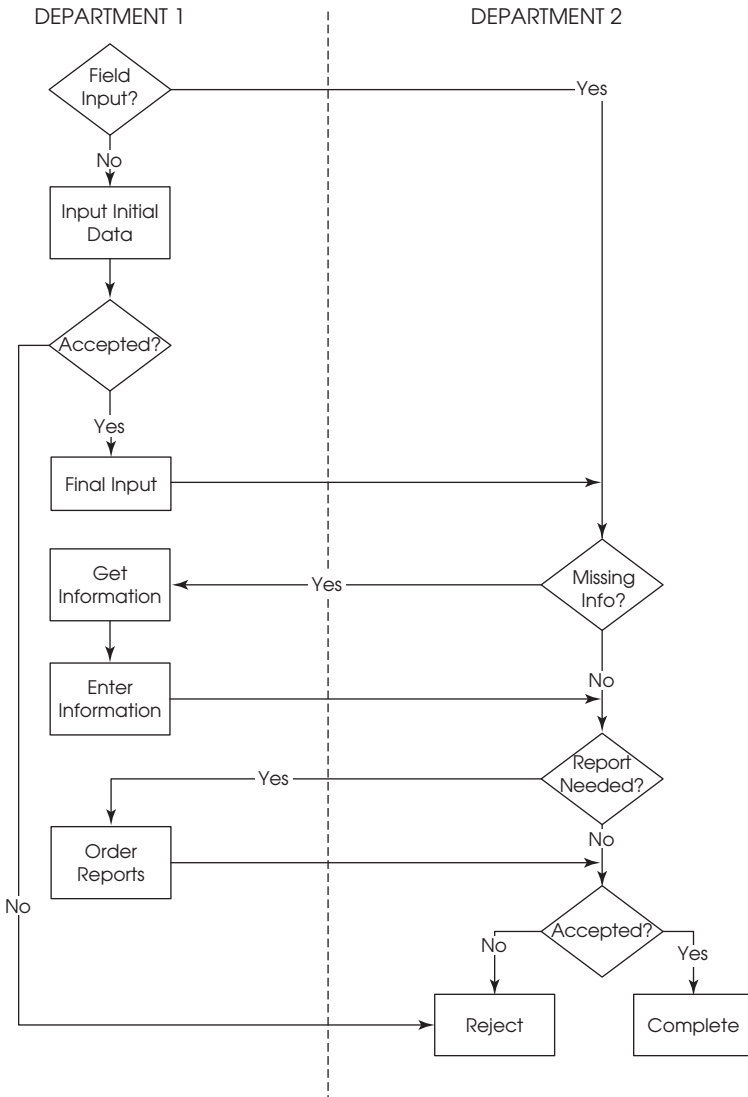 DEPARTMENT 1
DEPARTMENT 2
Field
Input?
Yes
No
Input Initial
Data
Accepted?
Yes
Final Input
Get
Information
Yes
Missing
Info?
Enter
Information
No
Report
Needed?
Yes
Order
Reports
No
No
Accepted?
No
Yes
Reject
Complete